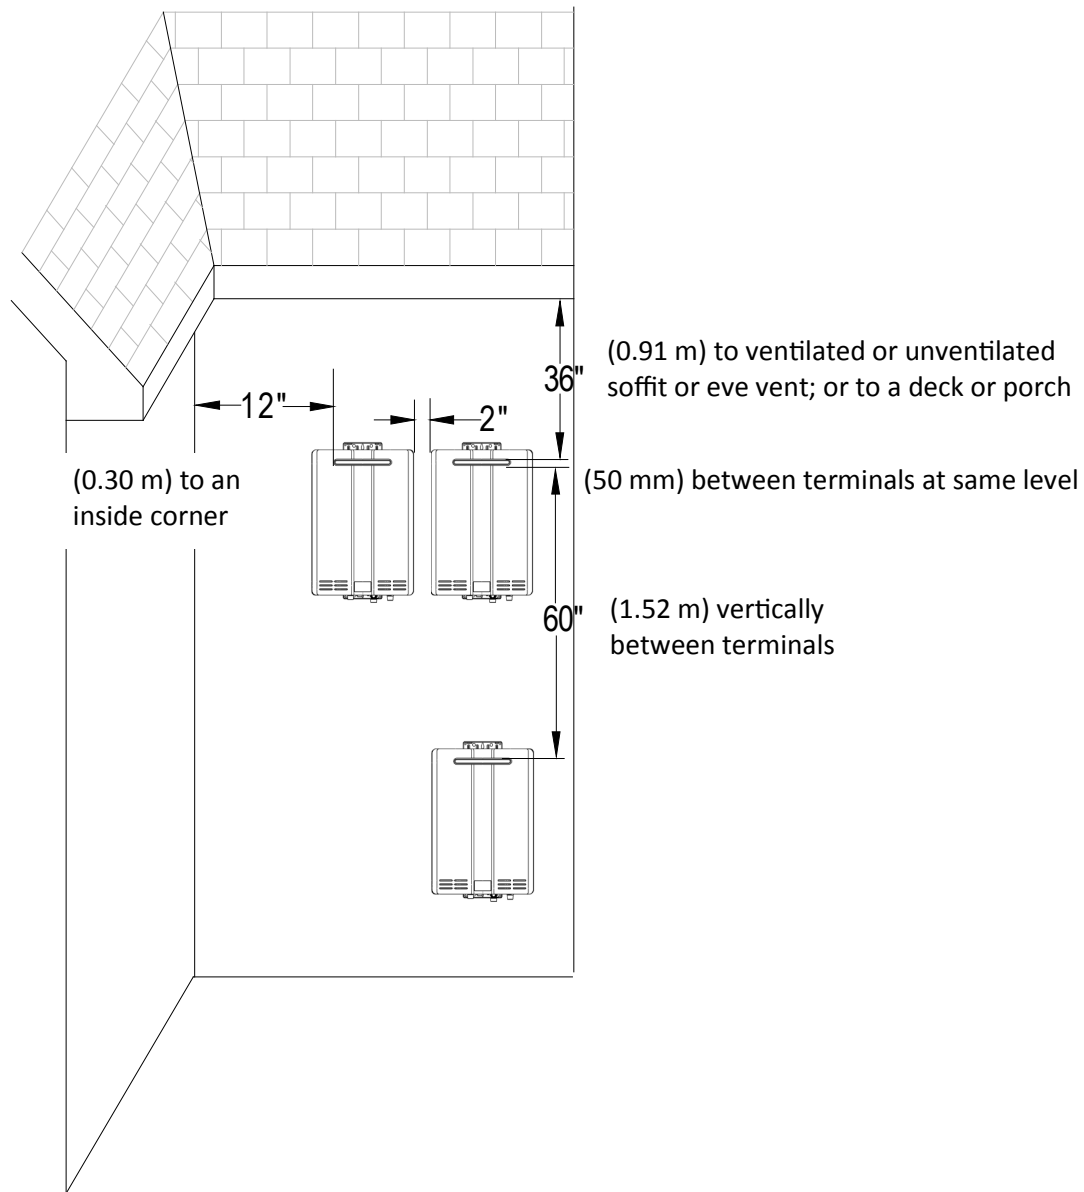 (0.91 m) to ventilated or unventilated
36"
soffit or eve vent; or to a deck or porch
12"
2"
(0.30 m) to an
inside corner
(50 mm) between terminals at same level
60"
(1.52 m) vertically
between terminals